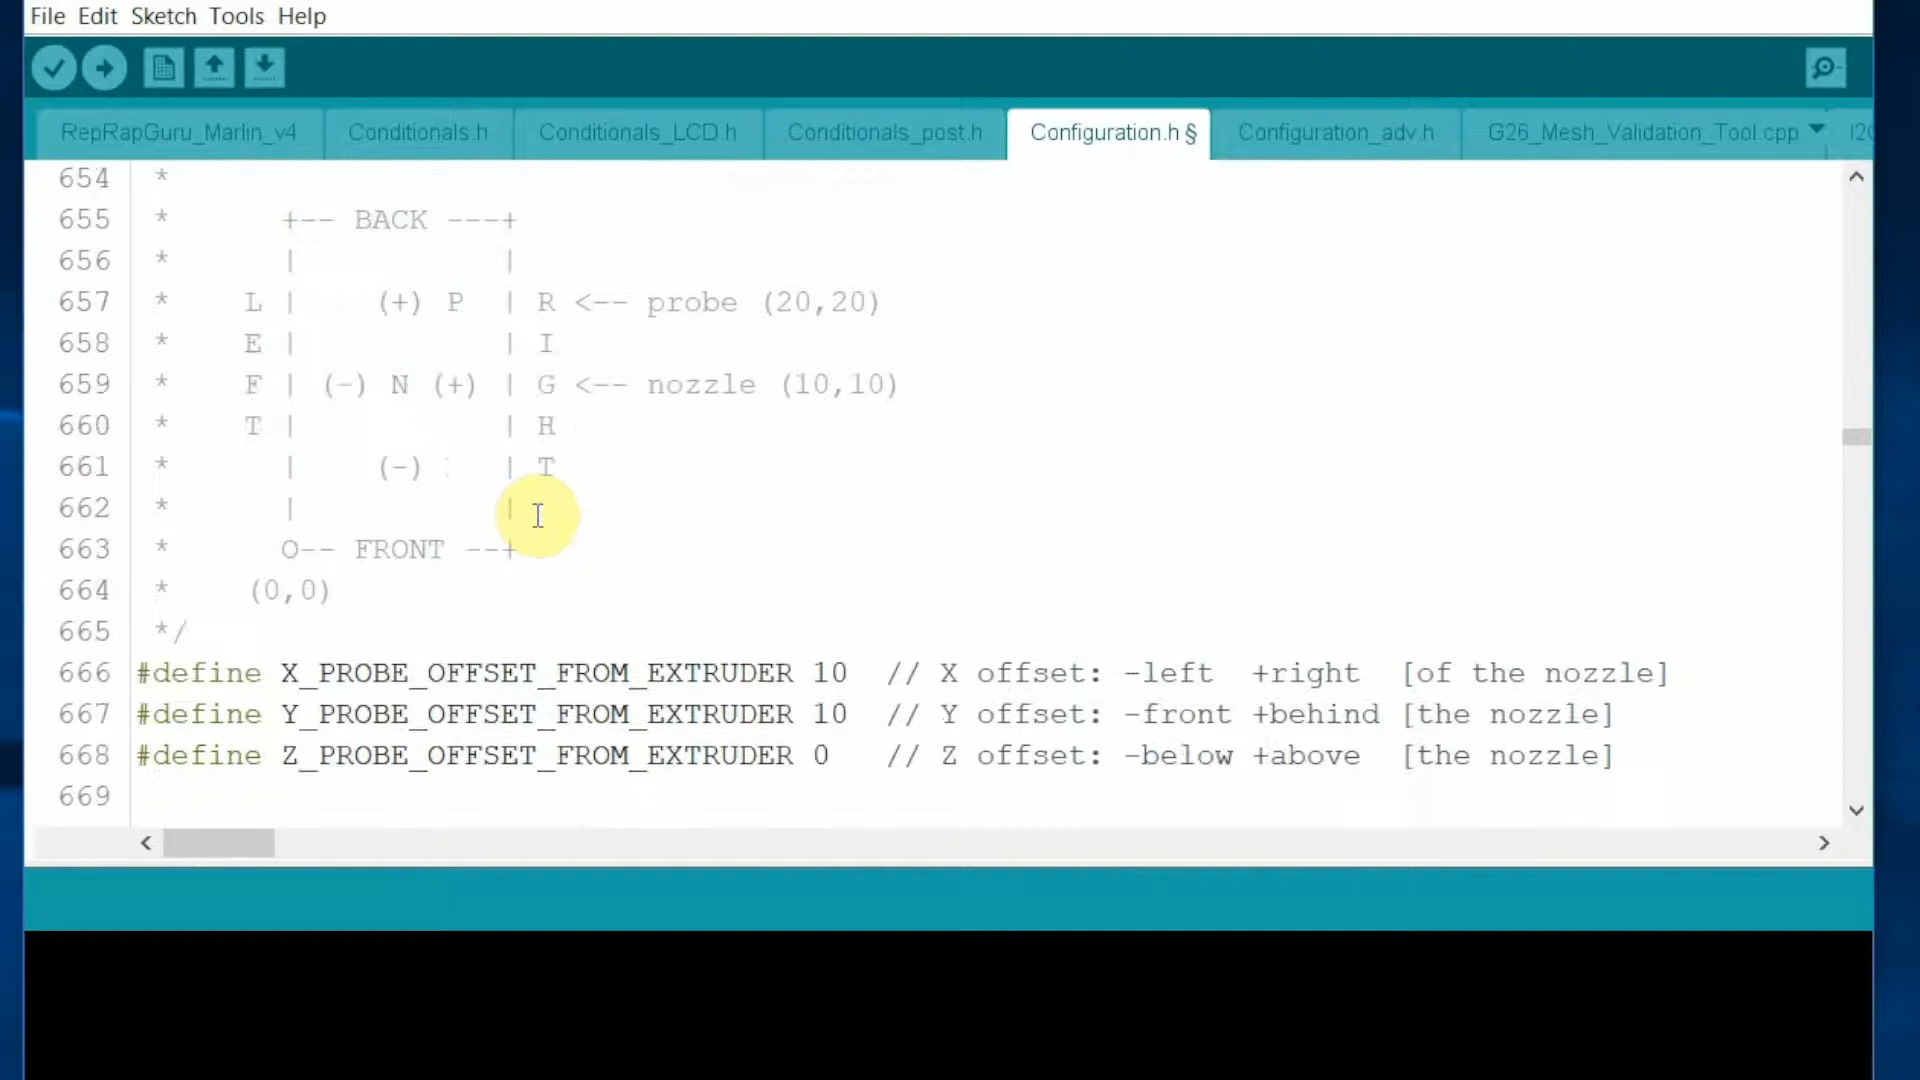 File Edit Sketch Tools Help
RepRapGuru_Marlin_v4 Conditionals.h Conditionals_LCD.h Conditionals_post.h Configuration.h § Configuration_adv.h G26_Mesh_Validation_Tool.cpp
654  *
655  *      +-- BACK ---+
656  *      |           |
657  *    L |    (+) P  | R <-- probe (20,20)
658  *    E |           | I
659  *    F | (-) N (+) | G <-- nozzle (10,10)
660  *    T |           | H
661  *      |    (-)    | T
662  *      |           |
663  *      O-- FRONT --+
664  *    (0,0)
665  */
666 #define X_PROBE_OFFSET_FROM_EXTRUDER 10  // X offset: -left  +right  [of the nozzle]
667 #define Y_PROBE_OFFSET_FROM_EXTRUDER 10  // Y offset: -front +behind [the nozzle]
668 #define Z_PROBE_OFFSET_FROM_EXTRUDER 0   // Z offset: -below +above  [the nozzle]
669